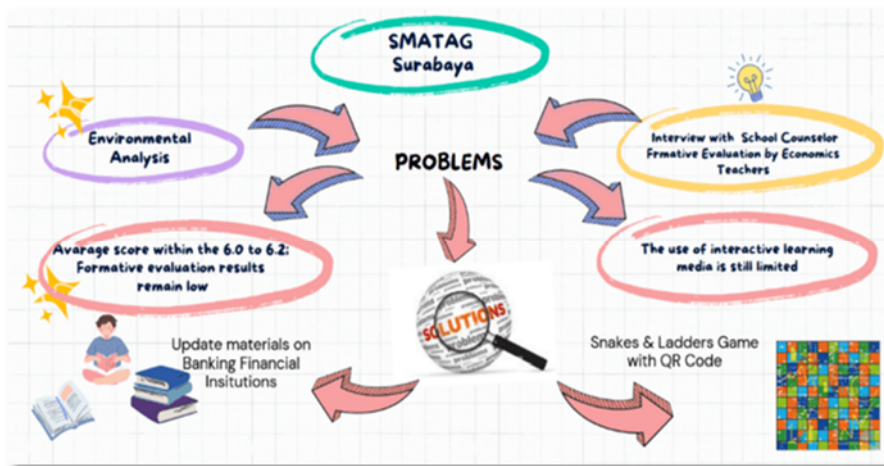 SMATAG
Surabaya
Environmental
Analysis
PROBLEMS
Interview with School Counselor
Frmative Evaluation by Economics
Teachers
Avarage score within the 6.0 to 6.2;
Formative evaluation results
remain low
The use of interactive learning
media is still limited
SOLUTIONS
problem
Update materials on
Banking Financial
Insitutions
Snakes & Ladders Game
with QR Code